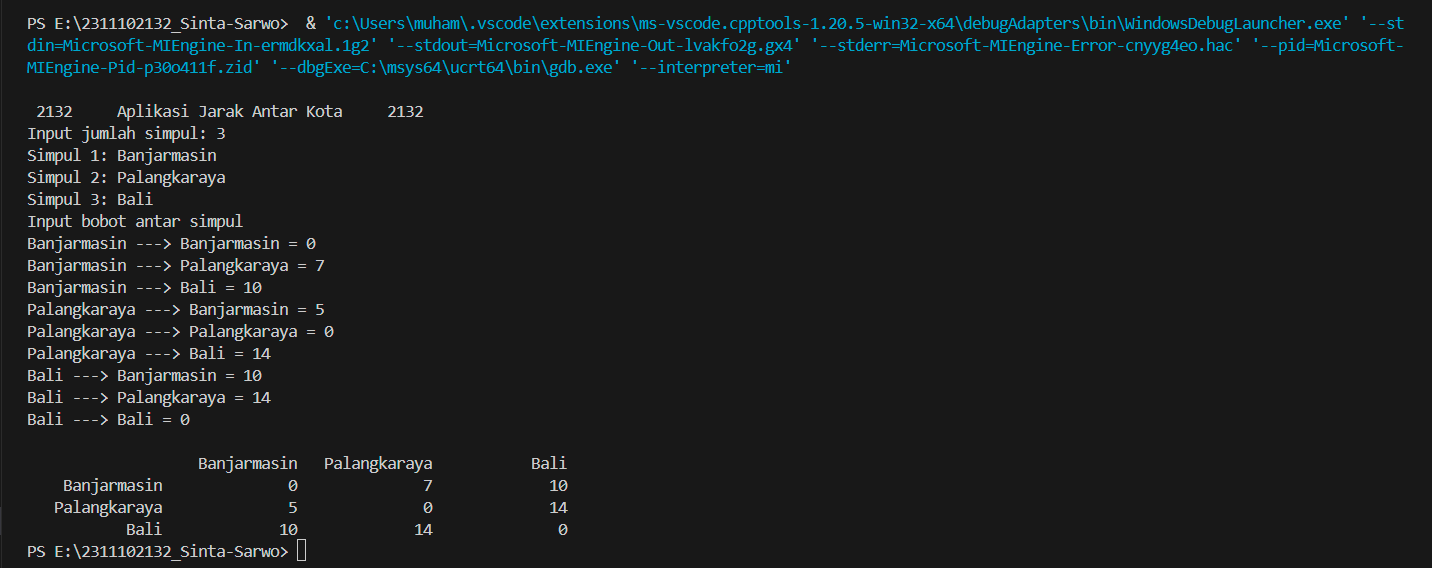 PS E:\2311102132_Sinta-Sarwo>  & 'c:\Users\muham\.vscode\extensions\ms-vscode.cpptools-1.20.5-win32-x64\debugAdapters\bin\WindowsDebugLauncher.exe' '--st
din=Microsoft-MIEngine-In-ermdkxal.1g2' '--stdout=Microsoft-MIEngine-Out-lvakfo2g.gx4' '--stderr=Microsoft-MIEngine-Error-cnyyg4eo.hac' '--pid=Microsoft-
MIEngine-Pid-p30o411f.zid' '--dbgExe=C:\msys64\ucrt64\bin\gdb.exe' '--interpreter=mi'
2132     Aplikasi Jarak Antar Kota     2132
Input jumlah simpul: 3
Simpul 1: Banjarmasin
Simpul 2: Palangkaraya
Simpul 3: Bali
Input bobot antar simpul
Banjarmasin ---> Banjarmasin = 0
Banjarmasin ---> Palangkaraya = 7
Banjarmasin ---> Bali = 10
Palangkaraya ---> Banjarmasin = 5
Palangkaraya ---> Palangkaraya = 0
Palangkaraya ---> Bali = 14
Bali ---> Banjarmasin = 10
Bali ---> Palangkaraya = 14
Bali ---> Bali = 0
Banjarmasin   Palangkaraya           Bali
Banjarmasin              0              7             10
Palangkaraya              5              0             14
Bali             10             14              0
PS E:\2311102132_Sinta-Sarwo>